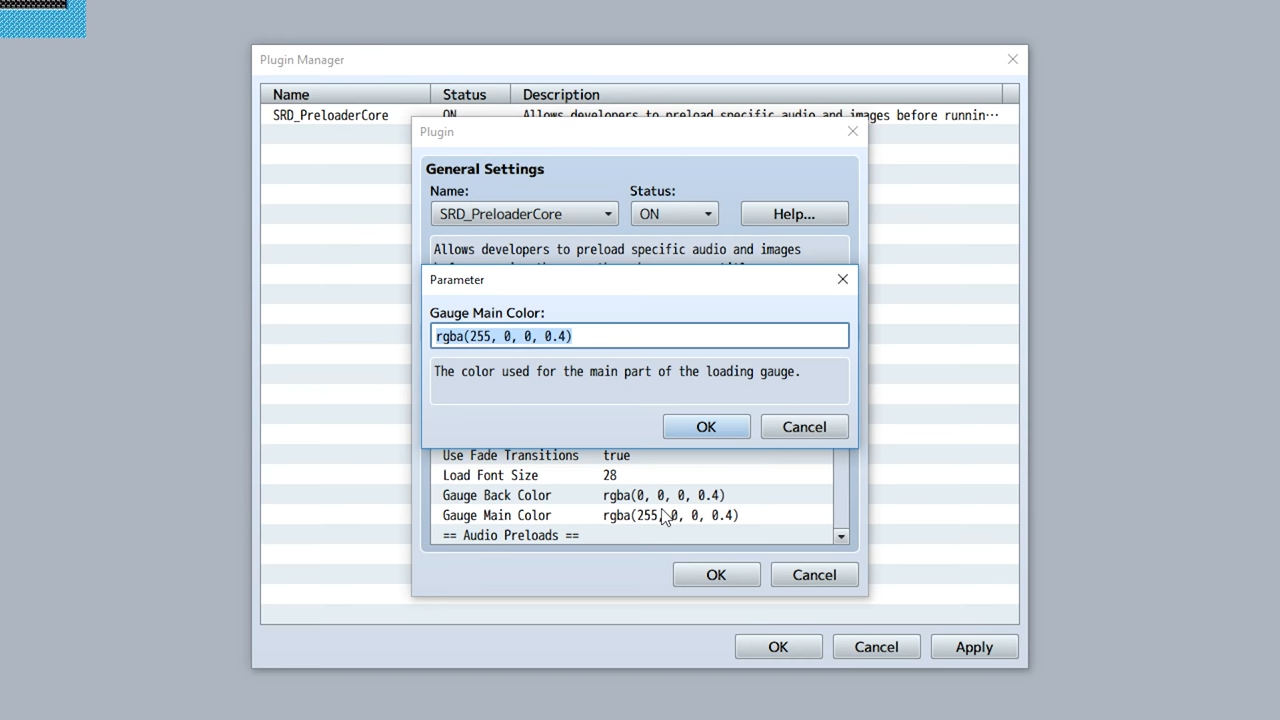 Plugin Manager
Name Status Description
SRD_PreloaderCore ON Allows developers to preload specific audio and images before runnin···
Plugin
General Settings
Name: Status:
SRD_PreloaderCore ON Help...
Allows developers to preload specific audio and images
Parameter
Gauge Main Color:
rgba(255, 0, 0, 0.4)
The color used for the main part of the loading gauge.
OK Cancel
Use Fade Transitions true
Load Font Size 28
Gauge Back Color rgba(0, 0, 0, 0.4)
Gauge Main Color rgba(255, 0, 0, 0.4)
== Audio Preloads ==
OK Cancel
OK Cancel Apply